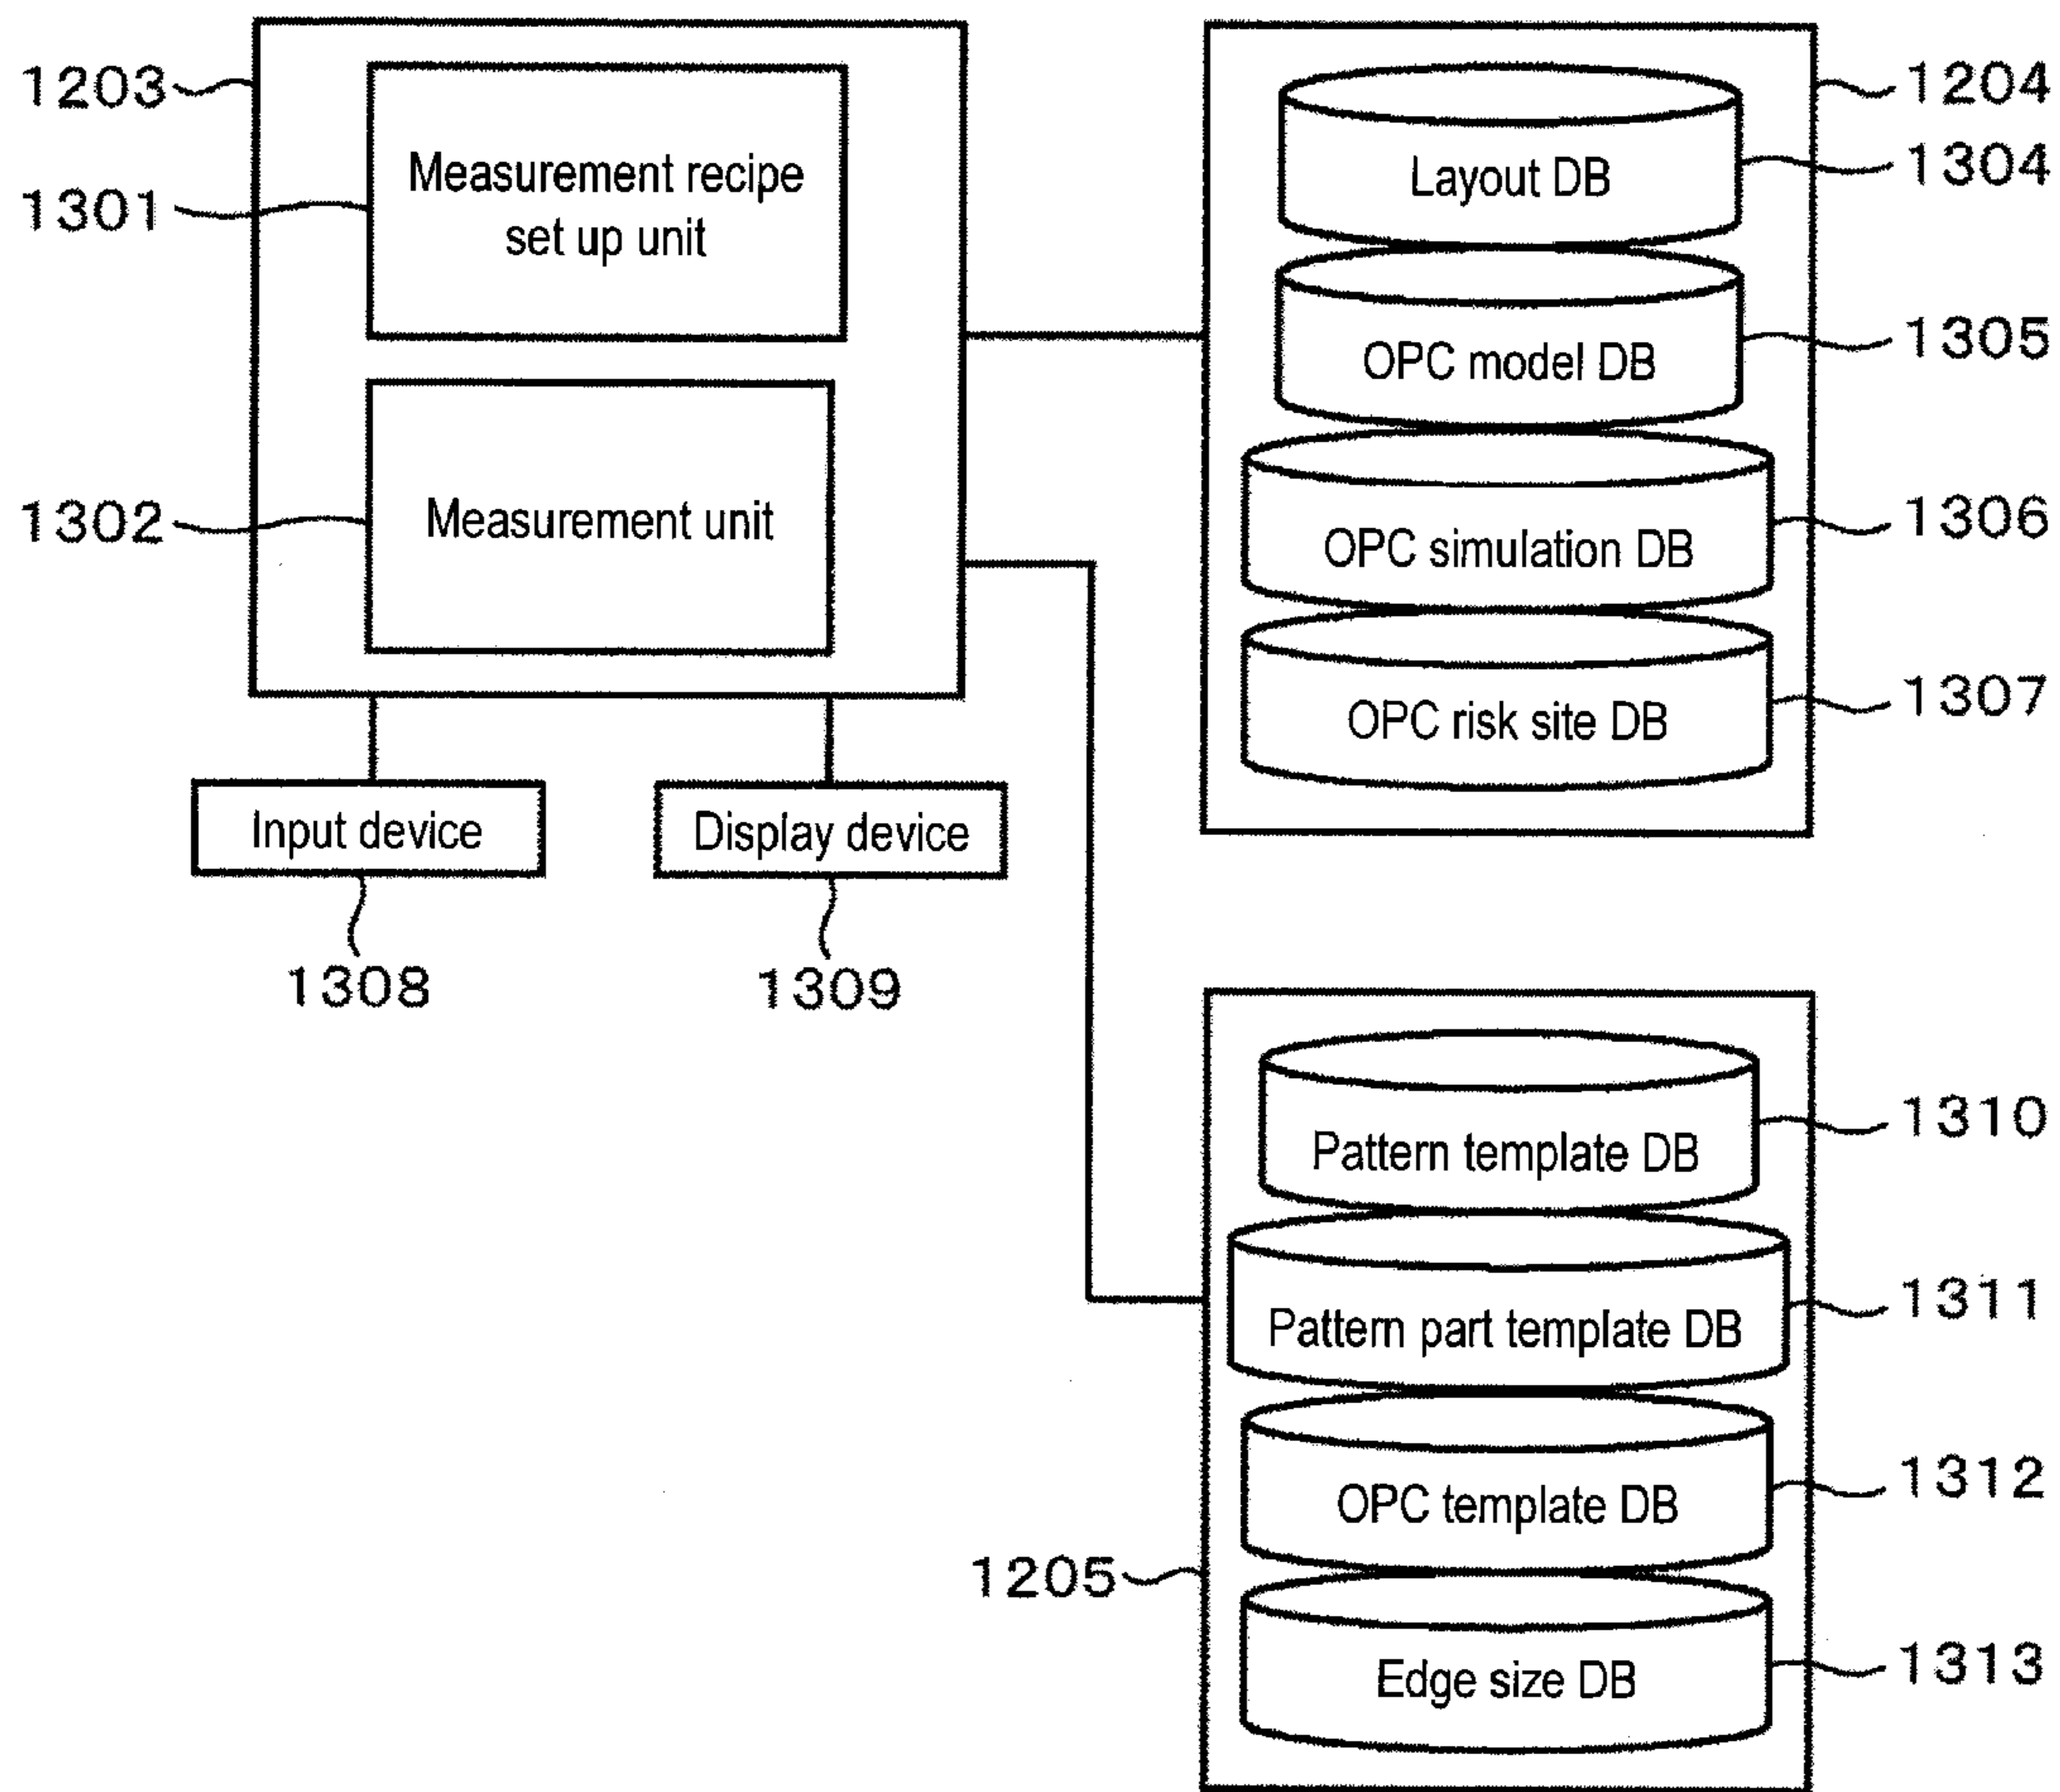 1203
1301
Measurement recipe
set up unit
1302
Measurement unit
Input device
1308
Display device
1309
1204
Layout DB
1304
OPC model DB
1305
OPC simulation DB
1306
OPC risk site DB
1307
Pattern template DB
1310
Pattern part template DB
1311
OPC template DB
1312
1205
Edge size DB
1313